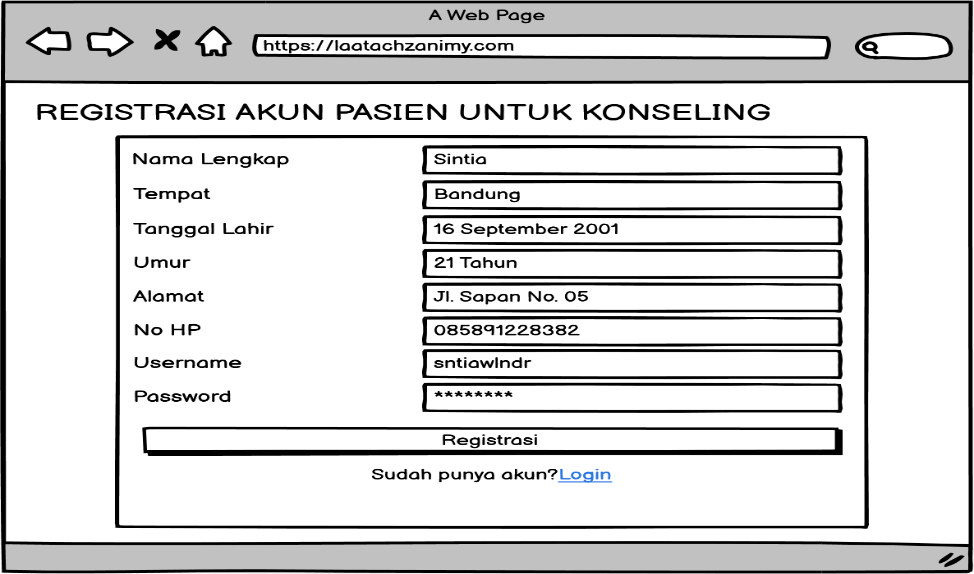 A Web Page
https://laatachzanimy.com
REGISTRASI AKUN PASIEN UNTUK KONSELING
Nama Lengkap Sintia
Tempat Bandung
Tanggal Lahir 16 September 2001
Umur 21 Tahun
Alamat Jl. Sapan No. 05
No HP 085891228382
Username sntiawlndr
Password ********
Registrasi
Sudah punya akun?Login